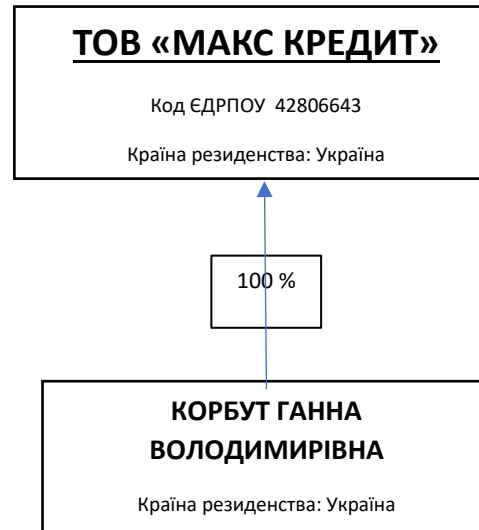 ТОВ «МАКС КРЕДИТ»
Код ЄДРПОУ 42806643
Країна резиденства: Україна
100 %
КОРБУТ ГАННА
ВОЛОДИМИРІВНА
Країна резиденства: Україна